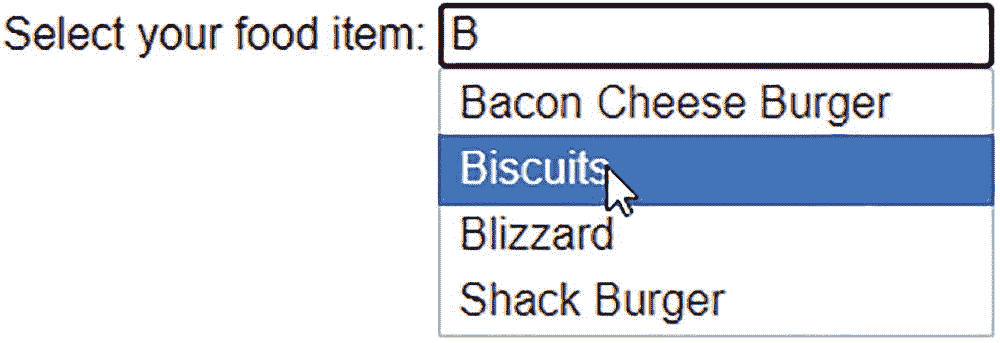 Select your food item: B
Bacon Cheese Burger
Biscuits
Blizzard
Shack Burger